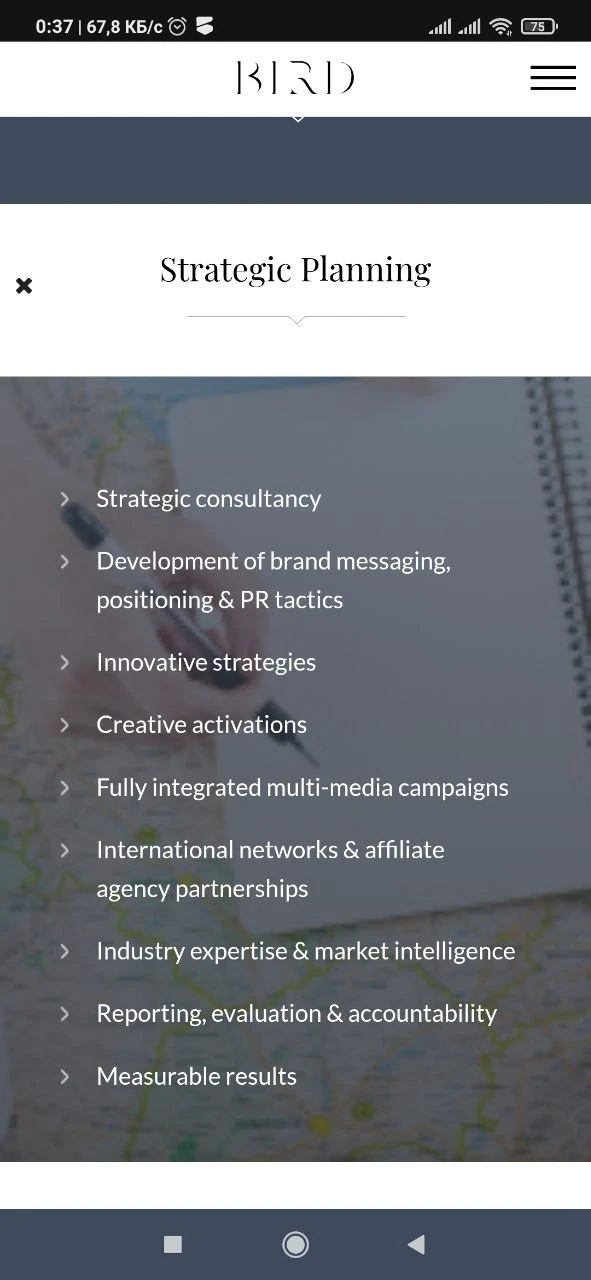 0:37 | 67,8 КБ/с
75
BIRD
Strategic Planning
Strategic consultancy
Development of brand messaging,
positioning & PR tactics
Innovative strategies
Creative activations
Fully integrated multi-media campaigns
International networks & affiliate
agency partnerships
Industry expertise & market intelligence
Reporting, evaluation & accountability
Measurable results